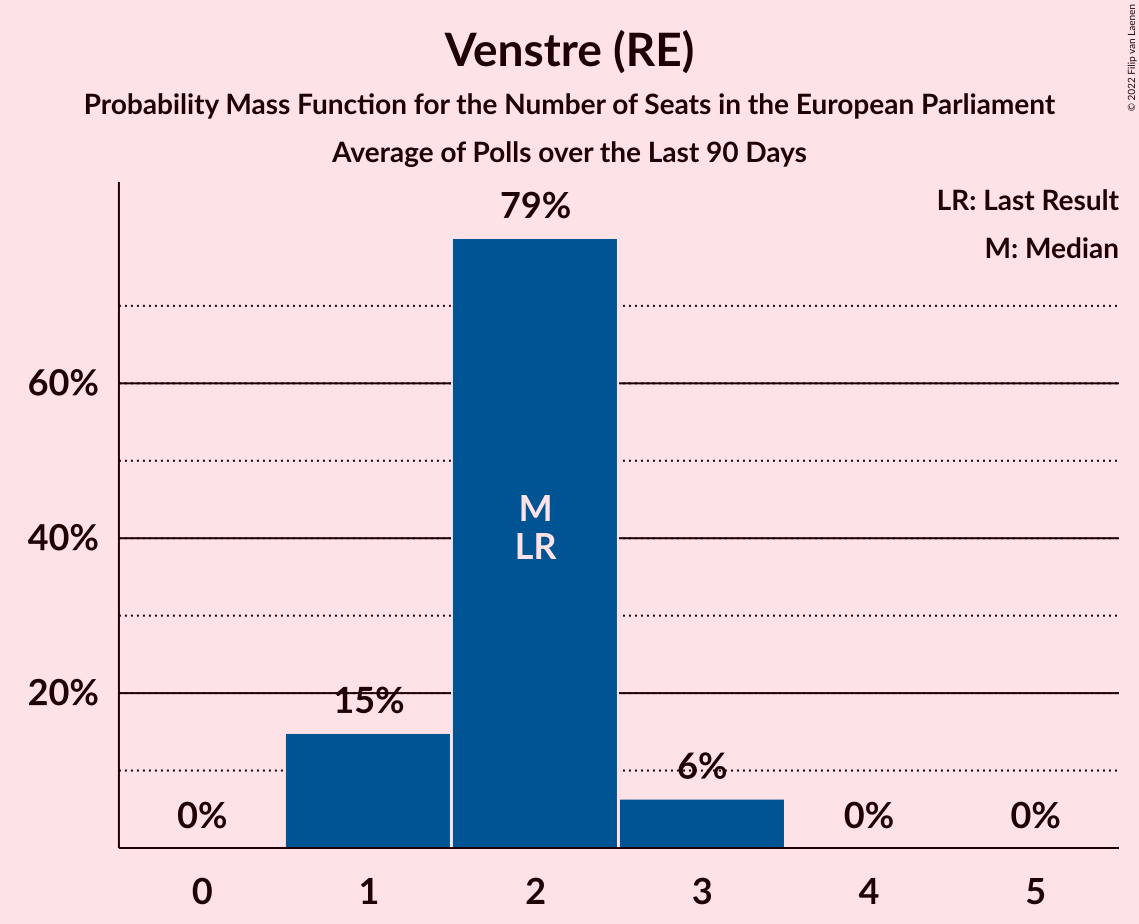 Venstre (RE)
Probability Mass Function for the Number of Seats in the European Parliament
Average of Polls over the Last 90 Days
© 2022 Filip van Laenen
LR: Last Result
M: Median
79%
60%
40%
20%
M
LR
15%
6%
0%
0%
0%
0 1 2 3 4 5